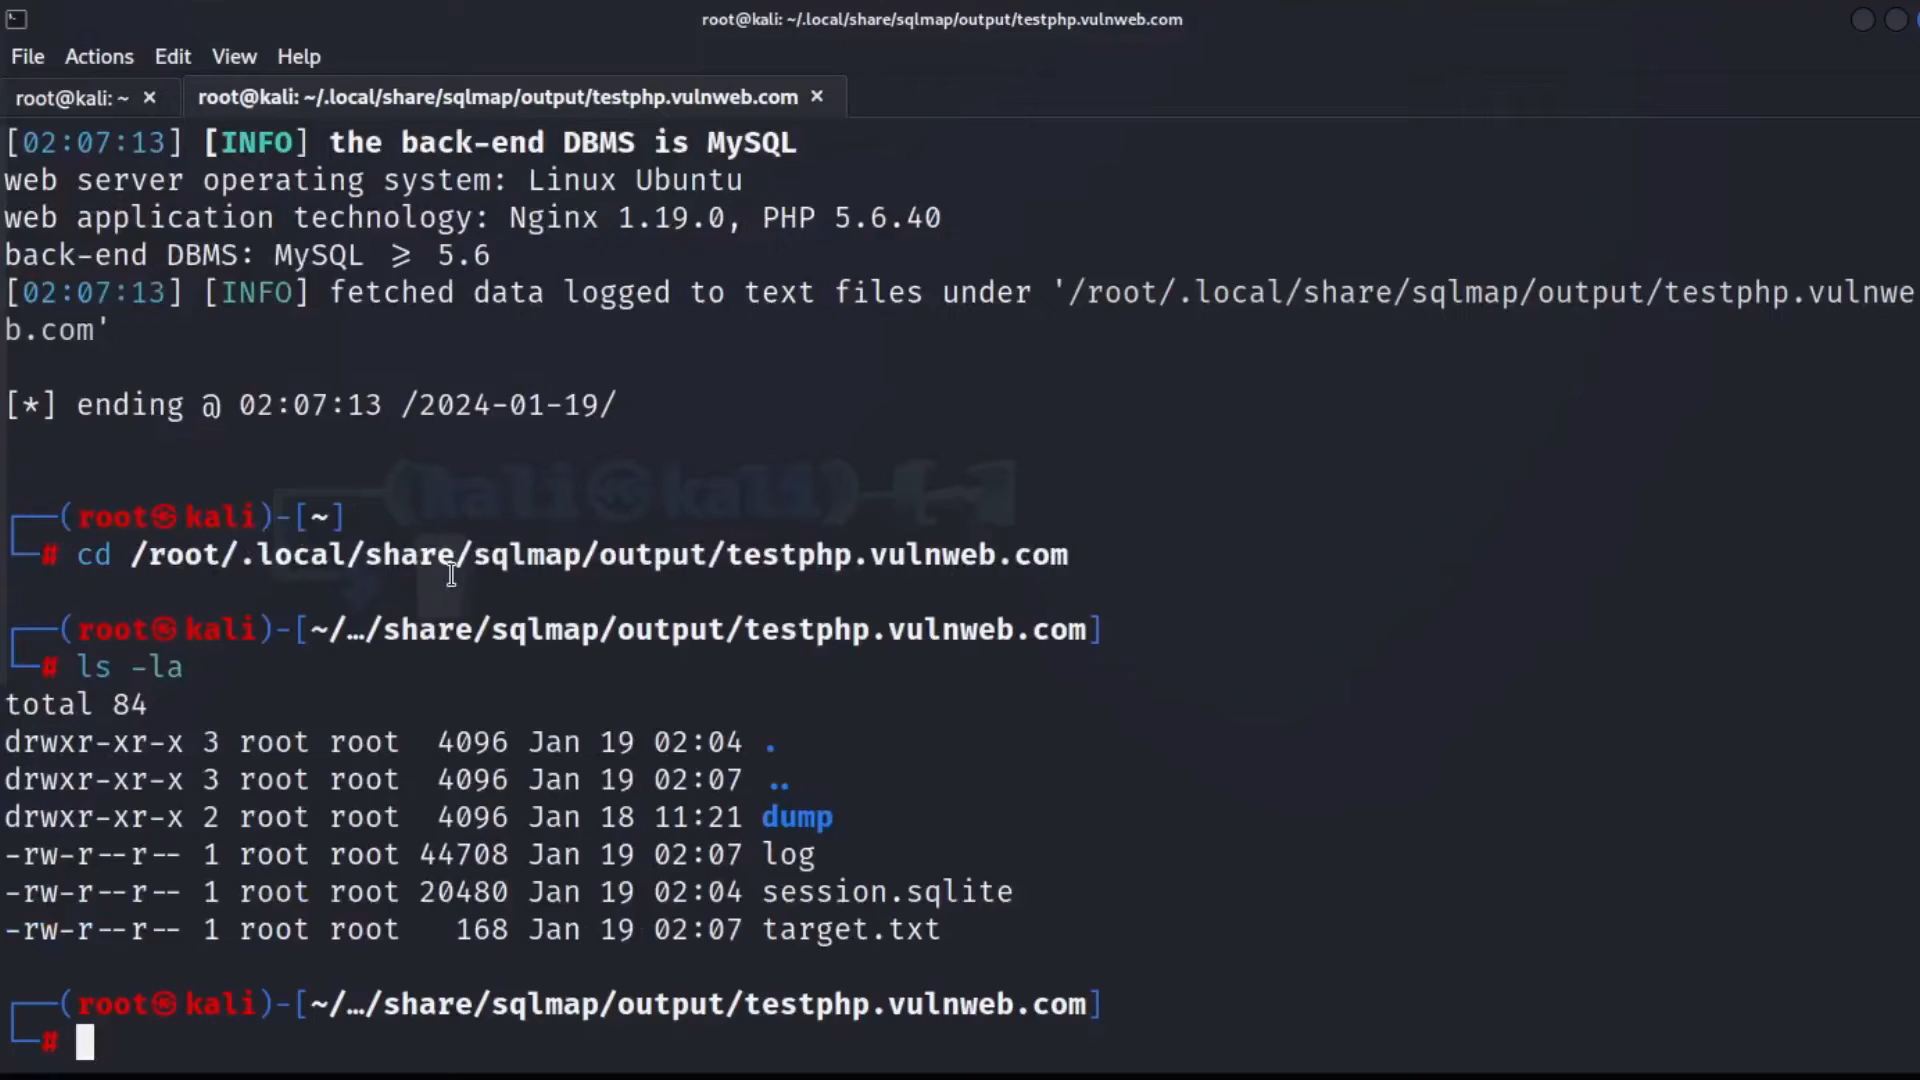 root@kali: ~/.local/share/sqlmap/output/testphp.vulnweb.com
File Actions Edit View Help
root@kali: ~ × root@kali: ~/.local/share/sqlmap/output/testphp.vulnweb.com ×
[02:07:13] [INFO] the back-end DBMS is MySQL
web server operating system: Linux Ubuntu
web application technology: Nginx 1.19.0, PHP 5.6.40
back-end DBMS: MySQL ≥ 5.6
[02:07:13] [INFO] fetched data logged to text files under '/root/.local/share/sqlmap/output/testphp.vulnwe
b.com'
[*] ending @ 02:07:13 /2024-01-19/
┌──(root㉿kali)-[~]
└─# cd /root/.local/share/sqlmap/output/testphp.vulnweb.com
┌──(root㉿kali)-[~/…/share/sqlmap/output/testphp.vulnweb.com]
└─# ls -la
total 84
drwxr-xr-x 3 root root 4096 Jan 19 02:04 .
drwxr-xr-x 3 root root 4096 Jan 19 02:07 ..
drwxr-xr-x 2 root root 4096 Jan 18 11:21 dump
-rw-r--r-- 1 root root 44708 Jan 19 02:07 log
-rw-r--r-- 1 root root 20480 Jan 19 02:04 session.sqlite
-rw-r--r-- 1 root root 168 Jan 19 02:07 target.txt
┌──(root㉿kali)-[~/…/share/sqlmap/output/testphp.vulnweb.com]
└─#